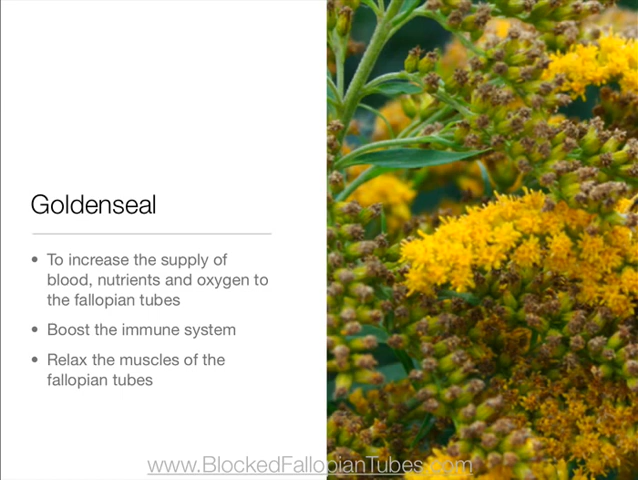 Goldenseal
• To increase the supply of
blood, nutrients and oxygen to
the fallopian tubes
• Boost the immune system
• Relax the muscles of the
fallopian tubes
www.BlockedFallopianTubes.com